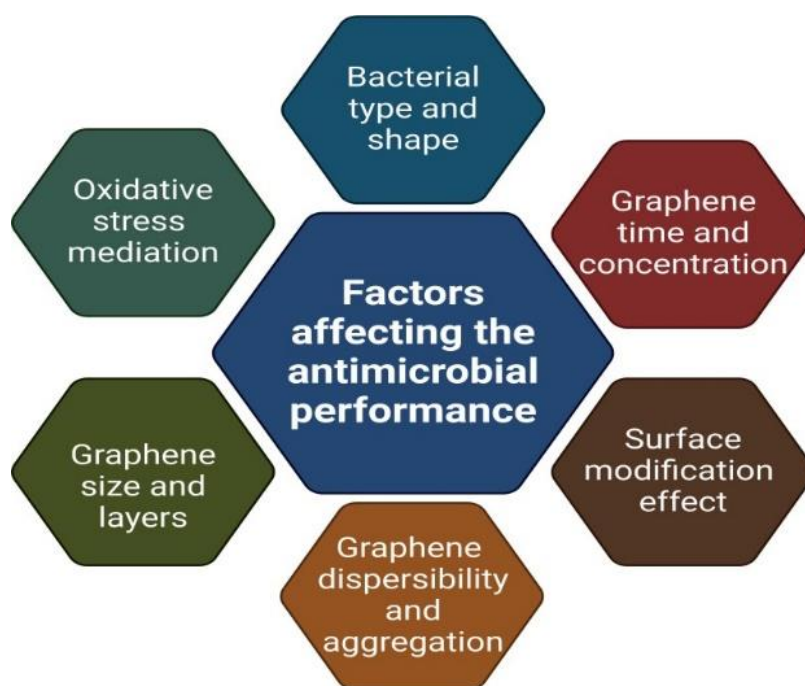 Bacterial
type and
shape
Oxidative
stress
mediation
Graphene
time and
concentration
Factors
affecting the
antimicrobial
performance
Graphene
size and
layers
Surface
modification
effect
Graphene
dispersibility
and
aggregation